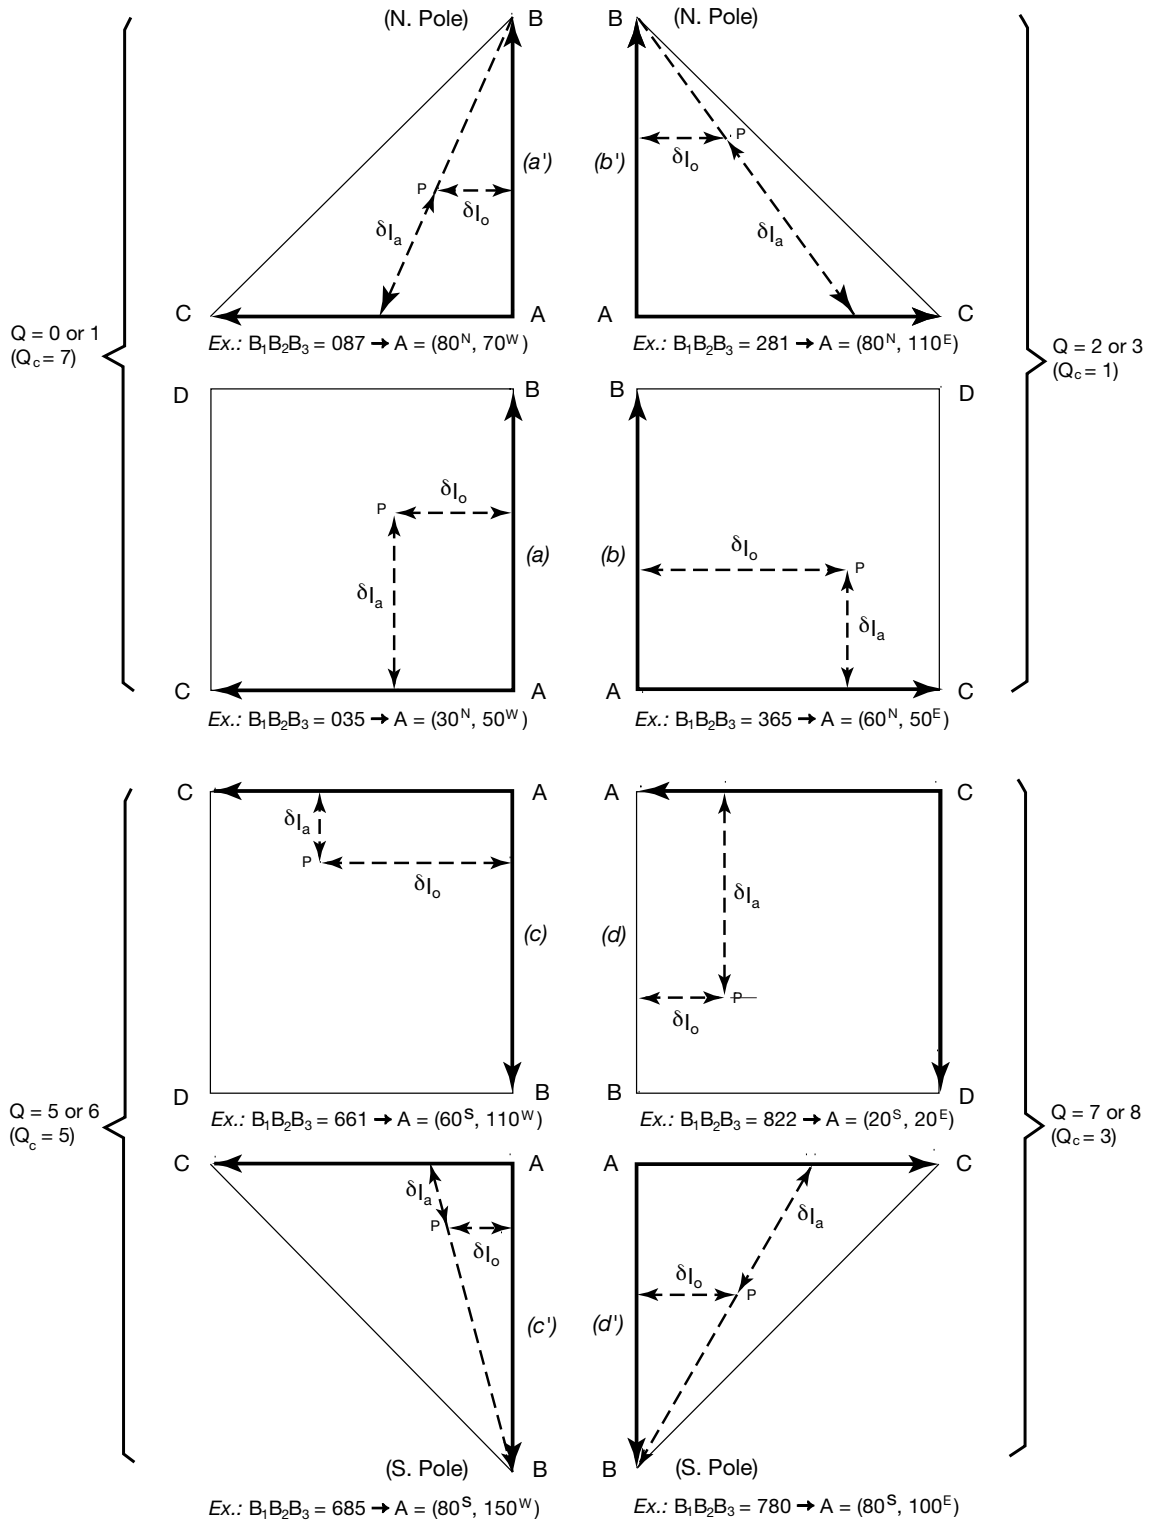 (N. Pole) B
B (N. Pole)
(a')
(b')
P
δIₒ
δIₐ
P
δIₒ
δIₐ
C A
A C
Ex.: B₁B₂B₃ = 087 → A = (80ᴺ, 70ᵂ)
Ex.: B₁B₂B₃ = 281 → A = (80ᴺ, 110ᴱ)
Q = 0 or 1
(Q꜀ = 7)
Q = 2 or 3
(Q꜀ = 1)
D B
B D
δIₒ
P
(a)
δIₐ
(b)
δIₒ
P
δIₐ
C A
A C
Ex.: B₁B₂B₃ = 035 → A = (30ᴺ, 50ᵂ)
Ex.: B₁B₂B₃ = 365 → A = (60ᴺ, 50ᴱ)
C A
A C
δIₐ
P
δIₒ
(c)
(d)
δIₐ
P
δIₒ
D B
B D
Ex.: B₁B₂B₃ = 661 → A = (60ˢ, 110ᵂ)
Ex.: B₁B₂B₃ = 822 → A = (20ˢ, 20ᴱ)
Q = 5 or 6
(Q꜀ = 5)
Q = 7 or 8
(Q꜀ = 3)
C A
A C
δIₐ
P
δIₒ
(c')
(d')
δIₐ
δIₒ
P
(S. Pole) B
B (S. Pole)
Ex.: B₁B₂B₃ = 685 → A = (80ˢ, 150ᵂ)
Ex.: B₁B₂B₃ = 780 → A = (80ˢ, 100ᴱ)